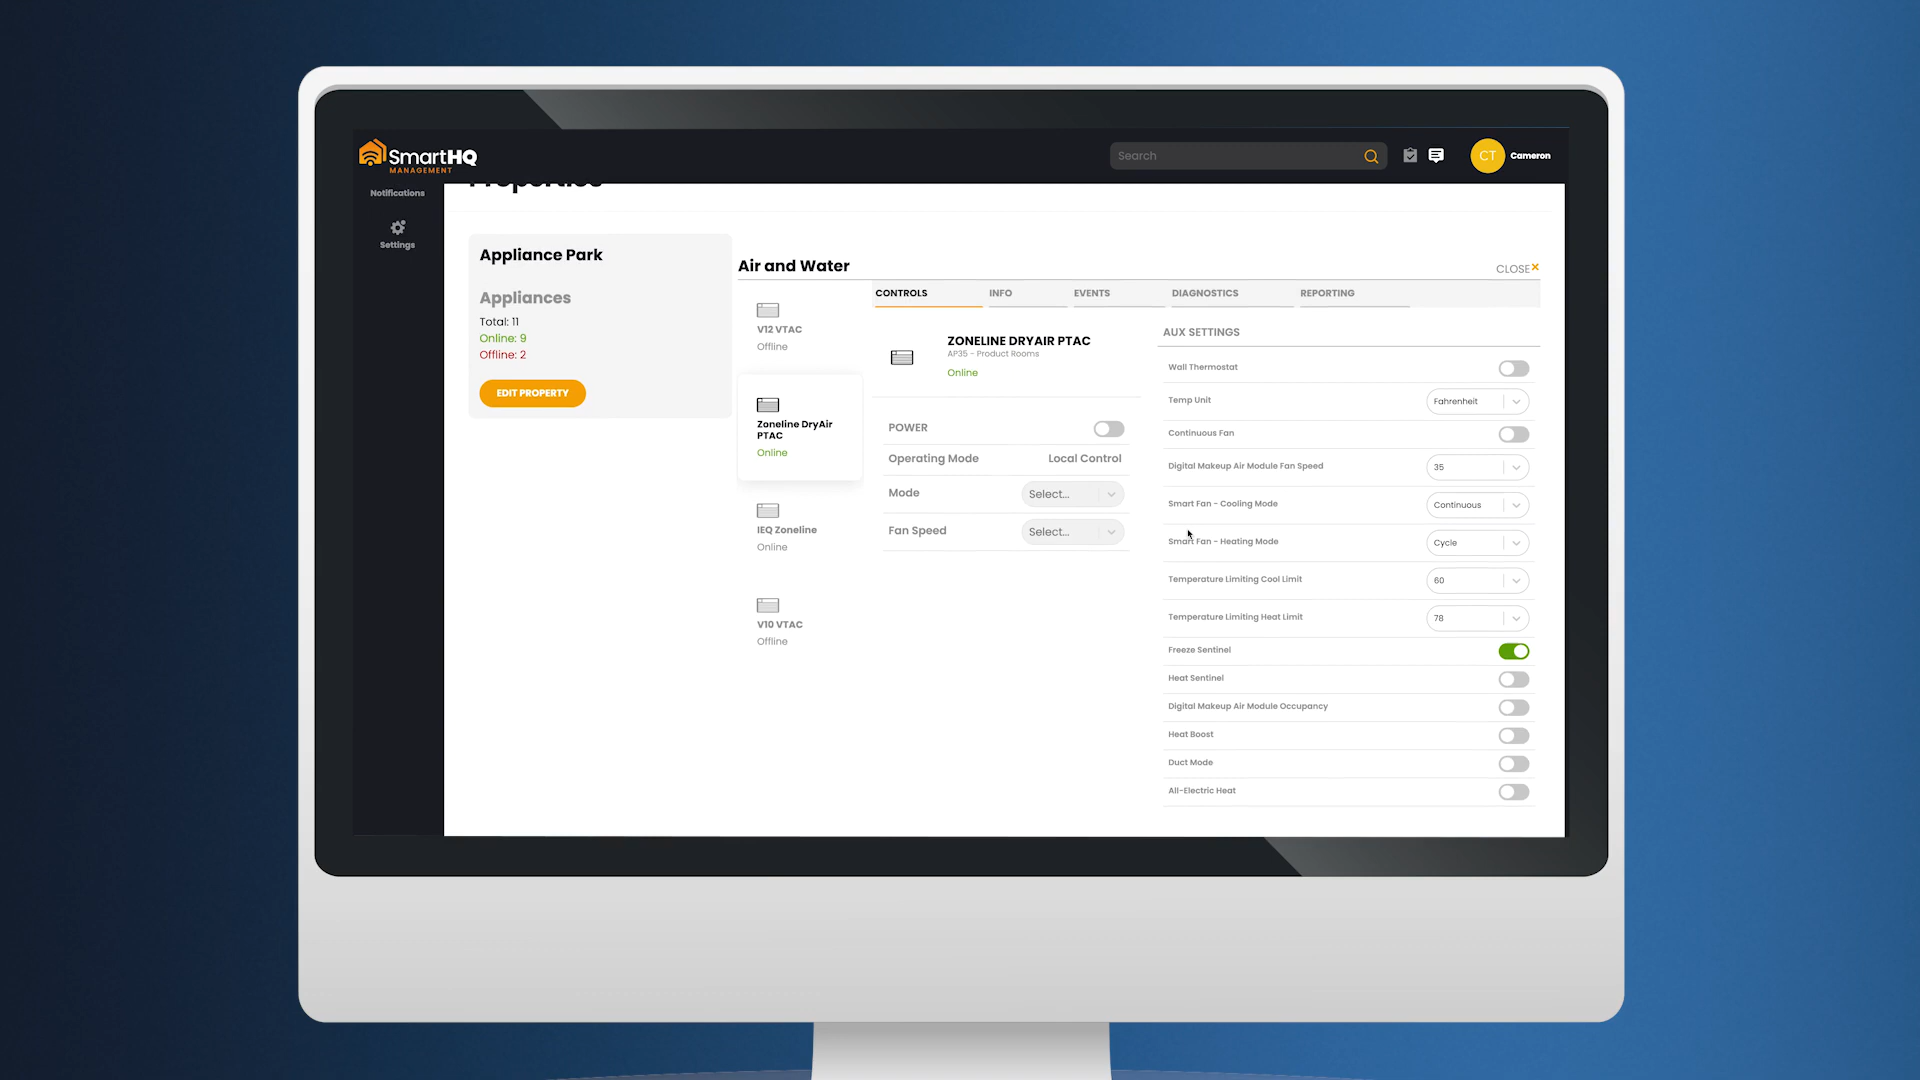 SmartHQ
MANAGEMENT
Search
CT
Cameron
Notifications
Settings
Properties
Appliance Park
Appliances
Total: 11
Online: 9
Offline: 2
EDIT PROPERTY
Air and Water
CLOSE
V12 VTAC
Offline
Zoneline DryAir
PTAC
Online
IEQ Zoneline
Online
V10 VTAC
Offline
CONTROLS
INFO
EVENTS
DIAGNOSTICS
REPORTING
ZONELINE DRYAIR PTAC
AP35 - Product Rooms
Online
POWER
Operating Mode Local Control
Mode Select...
Fan Speed Select...
AUX SETTINGS
Wall Thermostat
Temp Unit Fahrenheit
Continuous Fan
Digital Makeup Air Module Fan Speed 35
Smart Fan - Cooling Mode Continuous
Smart Fan - Heating Mode Cycle
Temperature Limiting Cool Limit 60
Temperature Limiting Heat Limit 78
Freeze Sentinel
Heat Sentinel
Digital Makeup Air Module Occupancy
Heat Boost
Duct Mode
All-Electric Heat